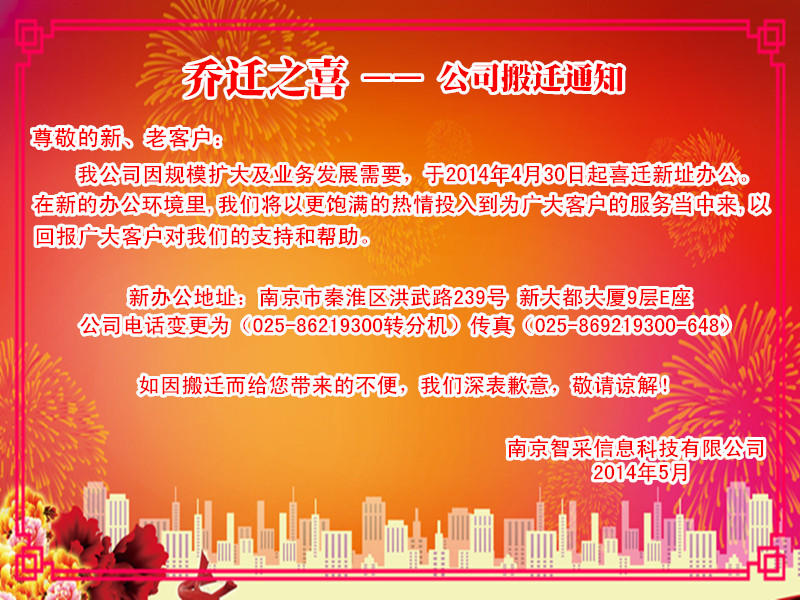 乔迁之喜 —— 公司搬迁通知
尊敬的新、老客户：
我公司因规模扩大及业务发展需要，于2014年4月30日起喜迁新址办公。
在新的办公环境里,我们将以更饱满的热情投入到为广大客户的服务当中来,以
回报广大客户对我们的支持和帮助。
新办公地址：南京市秦淮区洪武路239号 新大都大厦9层E座
公司电话变更为（025-86219300转分机）传真（025-869219300-648）
如因搬迁而给您带来的不便，我们深表歉意，敬请谅解！
南京智采信息科技有限公司
2014年5月